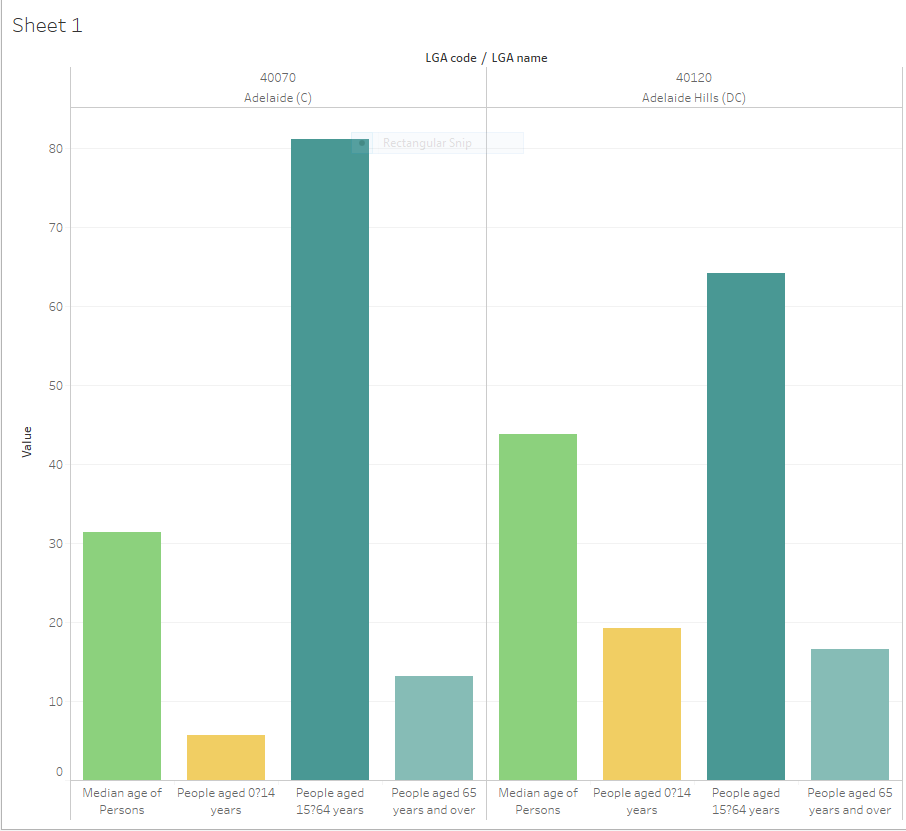 Sheet 1
LGA code / LGA name
40070
40120
Adelaide (C)
Adelaide Hills (DC)
Rectangular Snip
80
70
60
50
40
30
20
10
0
Value
Median age of
Persons
People aged 0?14
years
People aged
15?64 years
People aged 65
years and over
Median age of
Persons
People aged 0?14
years
People aged
15?64 years
People aged 65
years and over